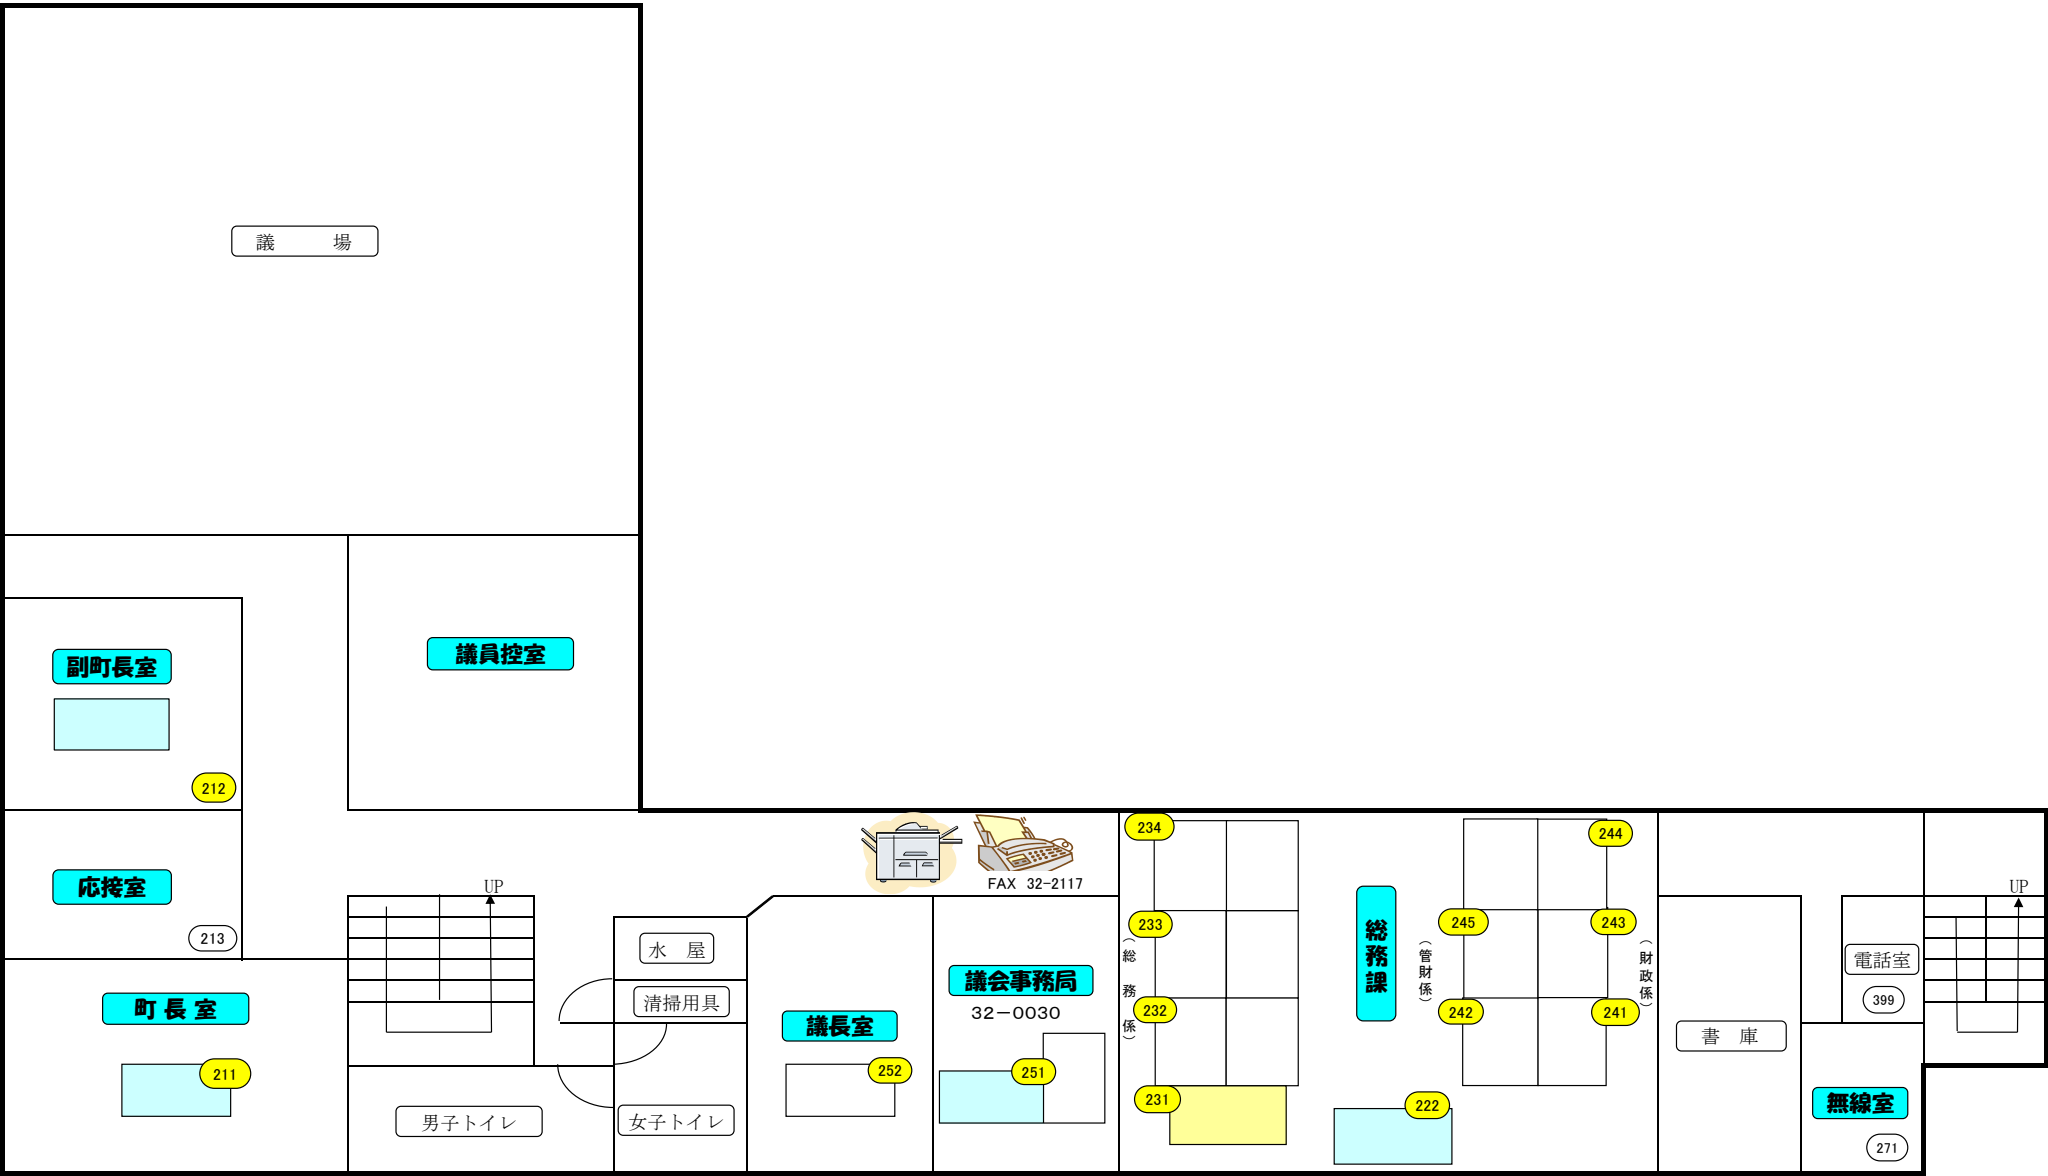 議　　　場
議員控室
副町長室
212
応接室
213
町 長 室
211
UP
男子トイレ
水　屋
清掃用具
女子トイレ
議長室
252
FAX 32-2117
議会事務局
32－0030
251
234
233
232
231
（総 務 係）
総務課
222
（管財係）
245
242
244
243
241
（財政係）
書　庫
電話室
399
無線室
271
UP